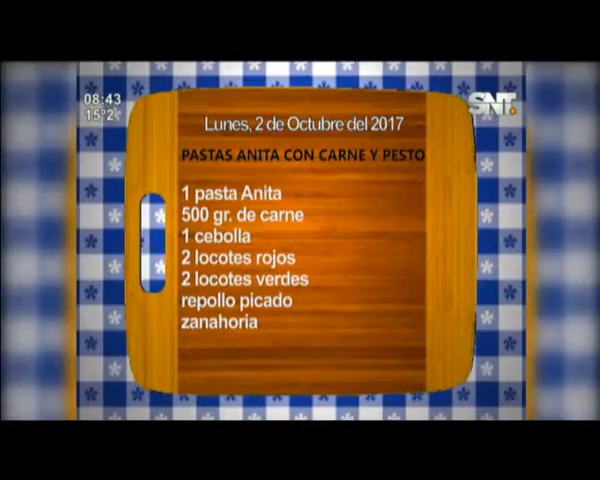 08:43
15°2
SNT.
Lunes, 2 de Octubre del 2017
PASTAS ANITA CON CARNE Y PESTO
1 pasta Anita
500 gr. de carne
1 cebolla
2 locotes rojos
2 locotes verdes
repollo picado
zanahoria